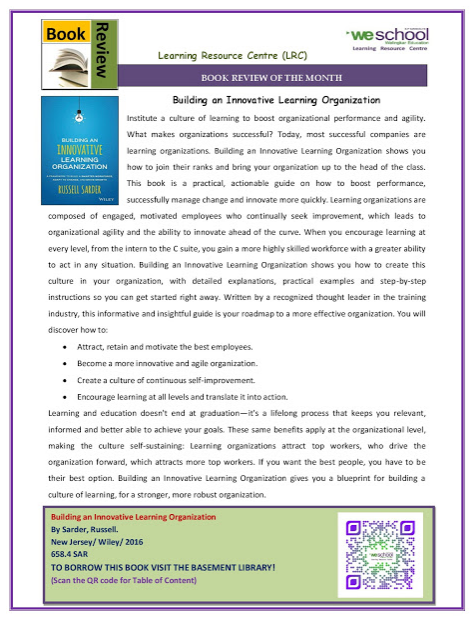 Book
Review
weschool
Welingkar Education
Learning Resource Centre
Learning Resource Centre (LRC)
BOOK REVIEW OF THE MONTH
Building an Innovative Learning Organization
BUILDING AN
INNOVATIVE
LEARNING
ORGANIZATION
RUSSELL SARDER
WILEY
Institute a culture of learning to boost organizational performance and agility.
What makes organizations successful? Today, most successful companies are
learning organizations. Building an Innovative Learning Organization shows you
how to join their ranks and bring your organization up to the head of the class.
This book is a practical, actionable guide on how to boost performance,
successfully manage change and innovate more quickly. Learning organizations are
composed of engaged, motivated employees who continually seek improvement, which leads to
organizational agility and the ability to innovate ahead of the curve. When you encourage learning at
every level, from the intern to the C suite, you gain a more highly skilled workforce with a greater ability
to act in any situation. Building an Innovative Learning Organization shows you how to create this
culture in your organization, with detailed explanations, practical examples and step-by-step
instructions so you can get started right away. Written by a recognized thought leader in the training
industry, this informative and insightful guide is your roadmap to a more effective organization. You will
discover how to:
• Attract, retain and motivate the best employees.
• Become a more innovative and agile organization.
• Create a culture of continuous self-improvement.
• Encourage learning at all levels and translate it into action.
Learning and education doesn't end at graduation—it's a lifelong process that keeps you relevant,
informed and better able to achieve your goals. These same benefits apply at the organizational level,
making the culture self-sustaining: Learning organizations attract top workers, who drive the
organization forward, which attracts more top workers. If you want the best people, you have to be
their best option. Building an Innovative Learning Organization gives you a blueprint for building a
culture of learning, for a stronger, more robust organization.
Building an Innovative Learning Organization
By Sarder, Russell.
New Jersey/ Wiley/ 2016
658.4 SAR
TO BORROW THIS BOOK VISIT THE BASEMENT LIBRARY!
(Scan the QR code for Table of Content)
weschool